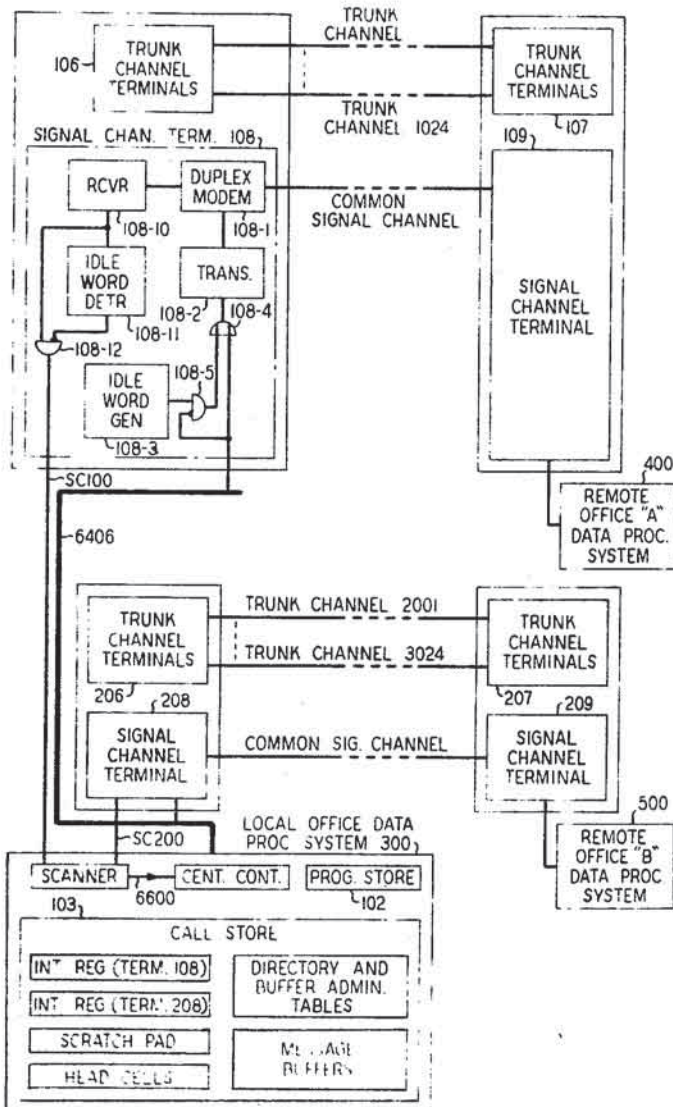 TRUNK
CHANNEL
106
TRUNK
CHANNEL
TERMINALS
TRUNK
CHANNEL
TERMINALS
TRUNK
CHANNEL 1024
107
SIGNAL CHAN. TERM. 108
109
RCVR
DUPLEX
MODEM
COMMON
SIGNAL CHANNEL
108-10
108-1
IDLE
WORD
DETR
TRANS.
SIGNAL
CHANNEL
TERMINAL
108-2
108-4
108-11
108-12
108-5
IDLE
WORD
GEN
108-3
SC100
400
6406
REMOTE
OFFICE "A"
DATA PROC.
SYSTEM
TRUNK CHANNEL 2001
TRUNK
CHANNEL
TERMINALS
TRUNK
CHANNEL
TERMINALS
TRUNK CHANNEL 3024
206
208
207
209
SIGNAL
CHANNEL
TERMINAL
COMMON SIG. CHANNEL
SIGNAL
CHANNEL
TERMINAL
SC200
LOCAL OFFICE DATA
PROC SYSTEM 300
500
REMOTE
OFFICE "B"
DATA PROC.
SYSTEM
SCANNER
CENT. CONT.
PROG. STORE
6600
102
103
CALL STORE
INT REG (TERM. 108)
DIRECTORY AND
BUFFER ADMIN.
TABLES
INT REG (TERM. 208)
SCRATCH PAD
MESSAGE
BUFFERS
HEAD CELLS